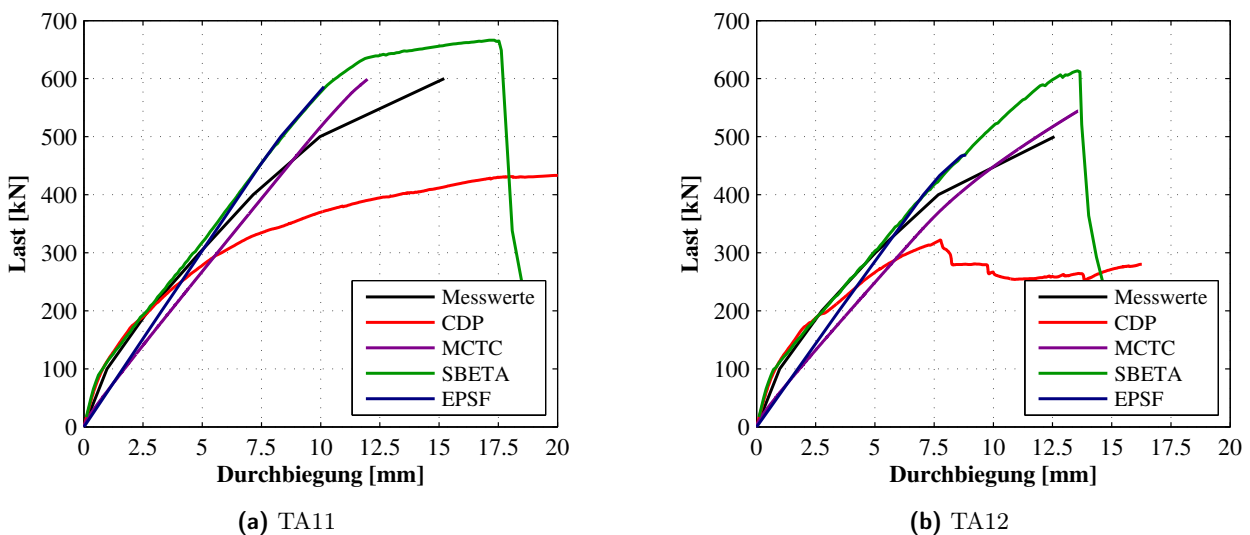 700
600
500
400
300
200
100
0
Last [kN]
0 2.5 5 7.5 10 12.5 15 17.5 20
Durchbiegung [mm]
Messwerte
CDP
MCTC
SBETA
EPSF
(a) TA11
700
600
500
400
300
200
100
0
Last [kN]
0 2.5 5 7.5 10 12.5 15 17.5 20
Durchbiegung [mm]
Messwerte
CDP
MCTC
SBETA
EPSF
(b) TA12